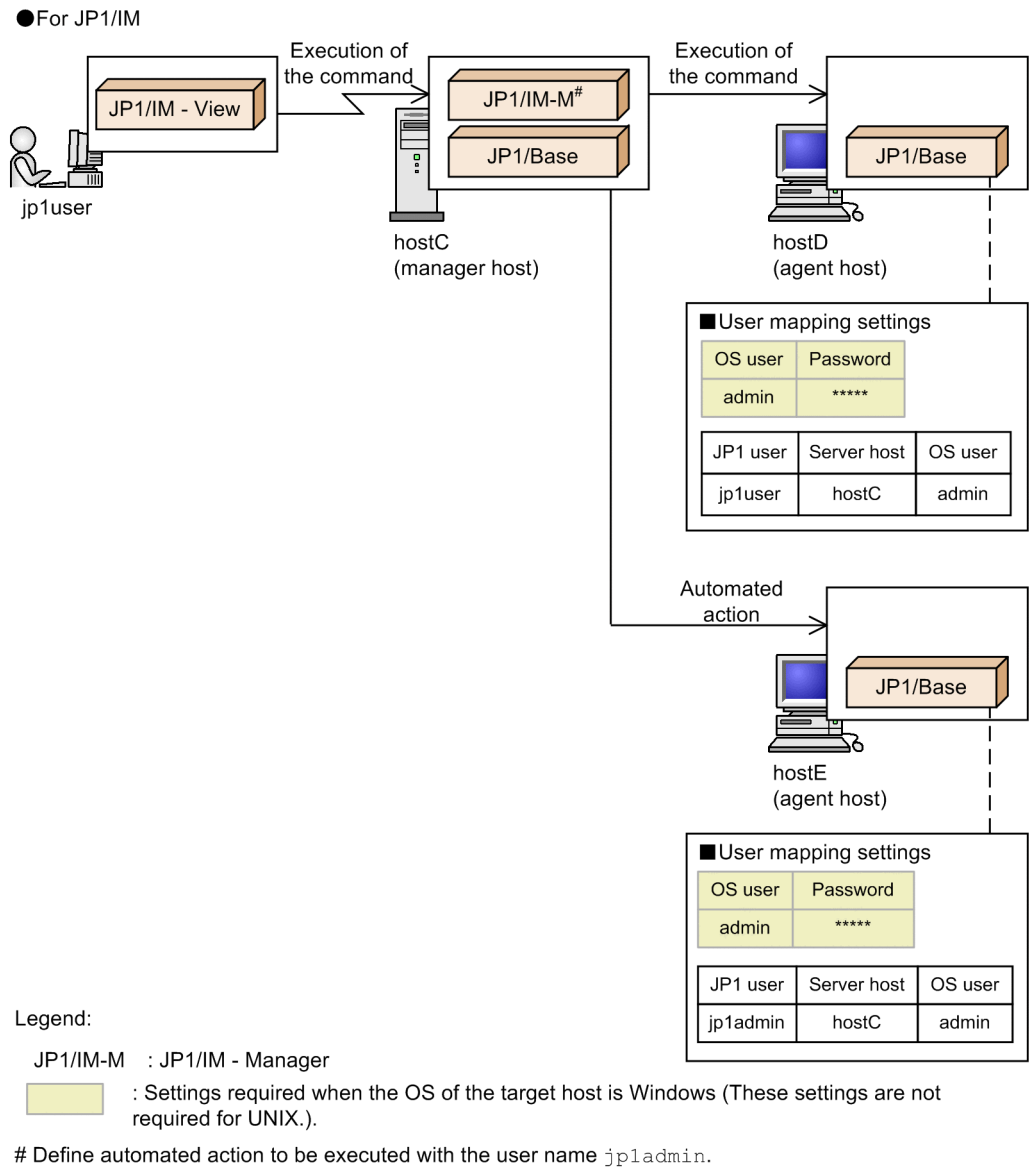 ●For JP1/IM
Execution of
the command
Execution of
the command
JP1/IM - View
JP1/IM-M#
JP1/Base
JP1/Base
jp1user
hostC
(manager host)
hostD
(agent host)
■User mapping settings
OS user Password
admin *****
JP1 user Server host OS user
jp1user hostC admin
Automated
action
JP1/Base
hostE
(agent host)
■User mapping settings
OS user Password
admin *****
JP1 user Server host OS user
jp1admin hostC admin
Legend:
JP1/IM-M : JP1/IM - Manager
: Settings required when the OS of the target host is Windows (These settings are not
required for UNIX.).
# Define automated action to be executed with the user name jp1admin.